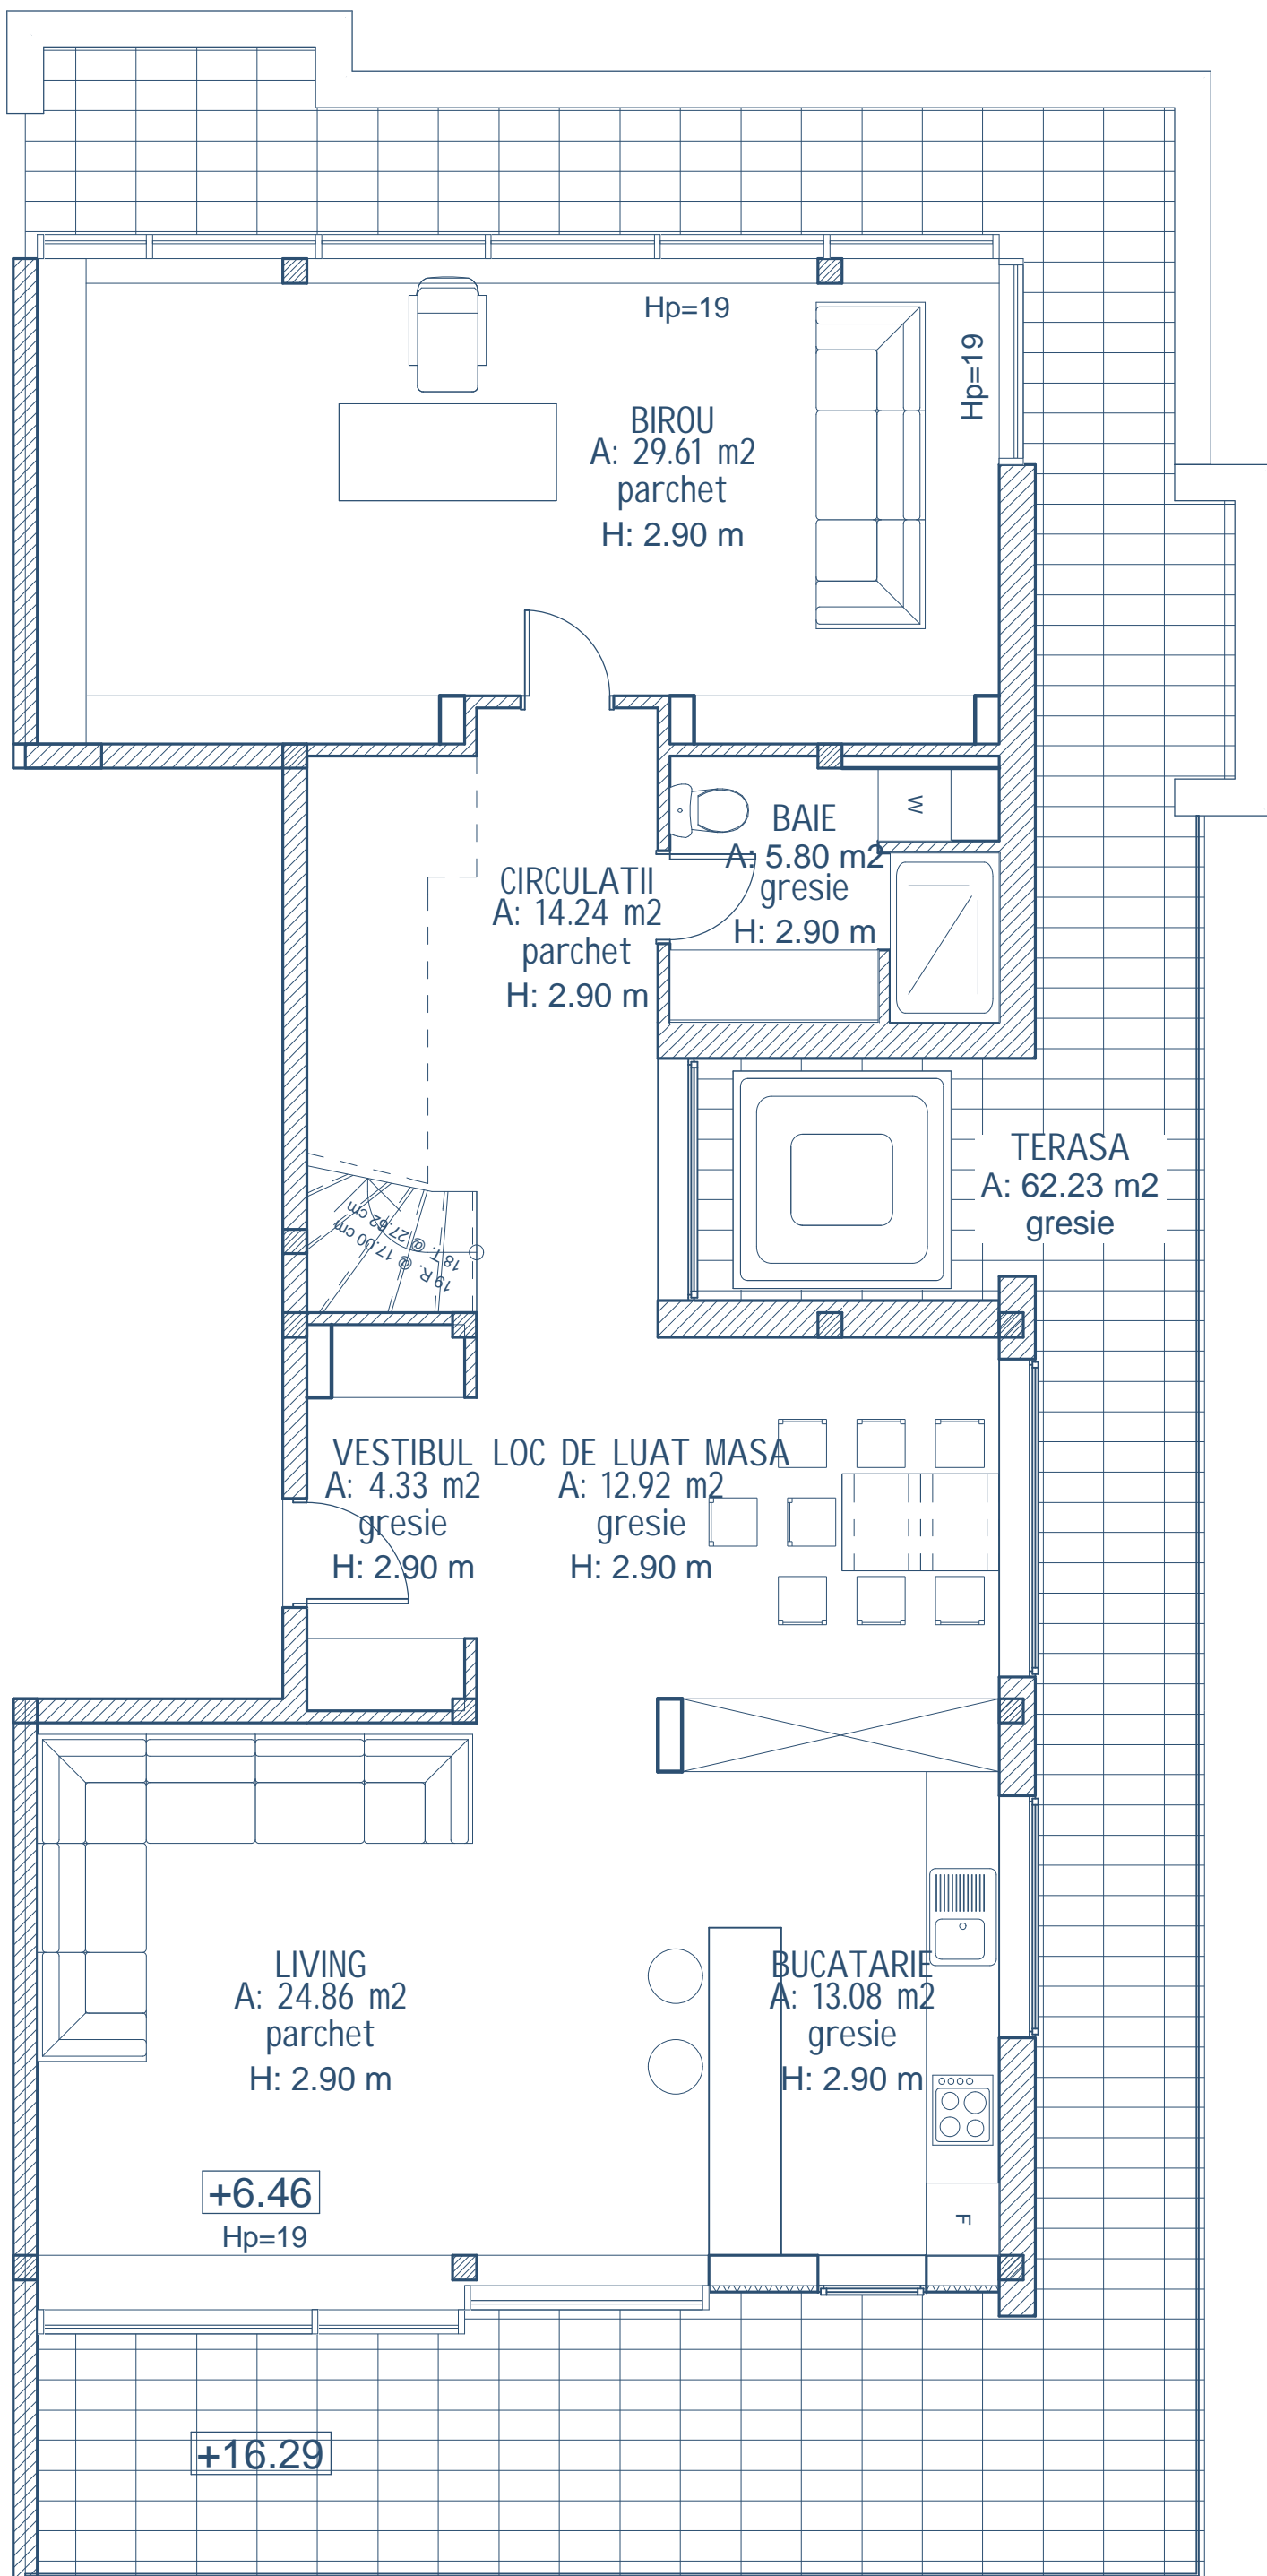 Hp=19
Hp=19
BIROU
A: 29.61 m2
parchet
H: 2.90 m
W
BAIE
A: 5.80 m2
gresie
H: 2.90 m
CIRCULATII
A: 14.24 m2
parchet
H: 2.90 m
TERASA
A: 62.23 m2
gresie
19 R. @ 17.00 cm
18 T. @ 27.62 cm
VESTIBUL
A: 4.33 m2
gresie
H: 2.90 m
LOC DE LUAT MASA
A: 12.92 m2
gresie
H: 2.90 m
LIVING
A: 24.86 m2
parchet
H: 2.90 m
BUCATARIE
A: 13.08 m2
gresie
H: 2.90 m
+6.46
Hp=19
F
+16.29